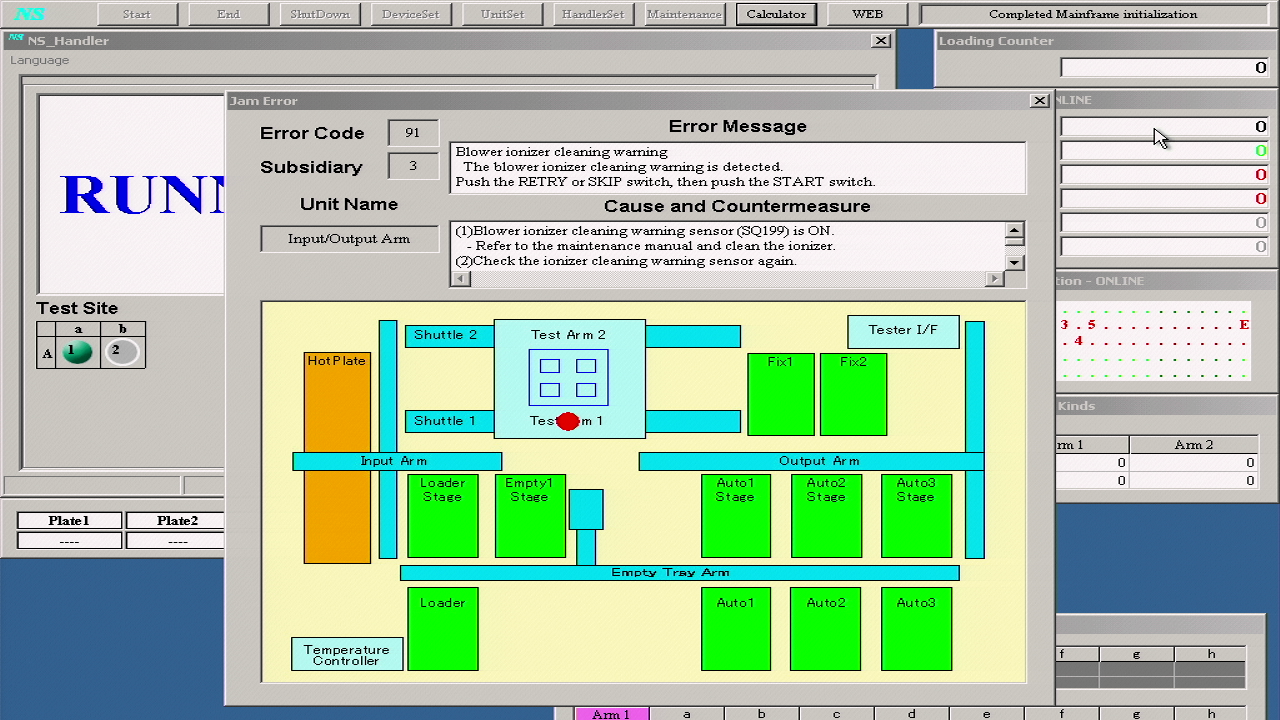 NS Start End ShutDown DeviceSet UnitSet HandlerSet Maintenance Calculator WEB Completed Mainframe initialization
NS NS_Handler
Language
Loading Counter
0
NLINE
0
0
0
0
0
0
RUNN
Test Site
a b
A 1 2
Plate1 Plate2
---- ----
Jam Error
Error Code 91
Subsidiary 3
Unit Name
Input/Output Arm
Error Message
Blower ionizer cleaning warning
The blower ionizer cleaning warning is detected.
Push the RETRY or SKIP switch, then push the START switch.
Cause and Countermeasure
(1)Blower ionizer cleaning warning sensor (SQ199) is ON.
- Refer to the maintenance manual and clean the ionizer.
(2)Check the ionizer cleaning warning sensor again.
Shuttle 2 Test Arm 2 Tester I/F
HotPlate Fix1 Fix2
Shuttle 1 Tes m 1
Input Arm Output Arm
Loader Stage Empty1 Stage Auto1 Stage Auto2 Stage Auto3 Stage
Empty Tray Arm
Loader Auto1 Auto2 Auto3
Temperature Controller
tion - ONLINE
3 . 5 . . . . . . . . E
. 4 . . . . . . . . .
Kinds
rm 1 Arm 2
0 0
0 0
f g h
Arm 1 a b c d e f g h